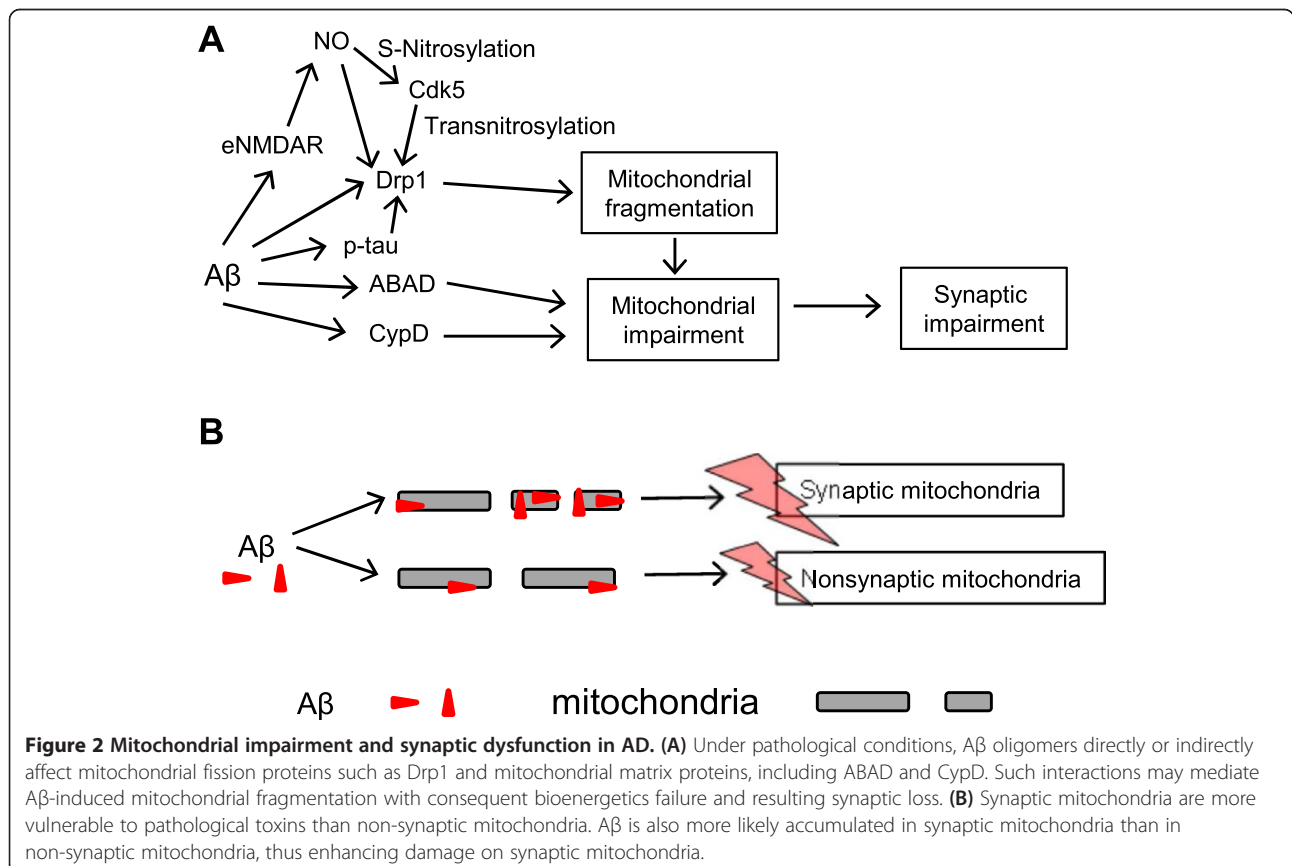 A
NO
S-Nitrosylation
Cdk5
Transnitrosylation
eNMDAR
Drp1
Mitochondrial
fragmentation
p-tau
Aβ
ABAD
Mitochondrial
impairment
Synaptic
impairment
CypD
B
Synaptic mitochondria
Aβ
Nonsynaptic mitochondria
Aβ
mitochondria
Figure 2 Mitochondrial impairment and synaptic dysfunction in AD. (A) Under pathological conditions, Aβ oligomers directly or indirectly
affect mitochondrial fission proteins such as Drp1 and mitochondrial matrix proteins, including ABAD and CypD. Such interactions may mediate
Aβ-induced mitochondrial fragmentation with consequent bioenergetics failure and resulting synaptic loss. (B) Synaptic mitochondria are more
vulnerable to pathological toxins than non-synaptic mitochondria. Aβ is also more likely accumulated in synaptic mitochondria than in
non-synaptic mitochondria, thus enhancing damage on synaptic mitochondria.